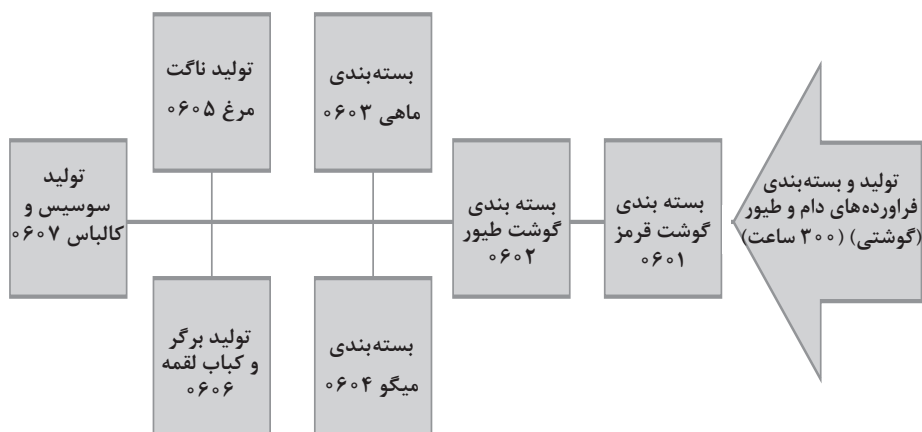 تولید و بسته‌بندی
فراورده‌های دام و طیور
(گوشتی) (۳۰۰ ساعت)
بسته بندی
گوشت قرمز
۰۶۰۱
بسته بندی
گوشت طیور
۰۶۰۲
بسته‌بندی
ماهی ۰۶۰۳
بسته‌بندی
میگو ۰۶۰۴
تولید ناگت
مرغ ۰۶۰۵
تولید برگر
و کباب لقمه
۰۶۰۶
تولید
سوسیس و
کالباس ۰۶۰۷